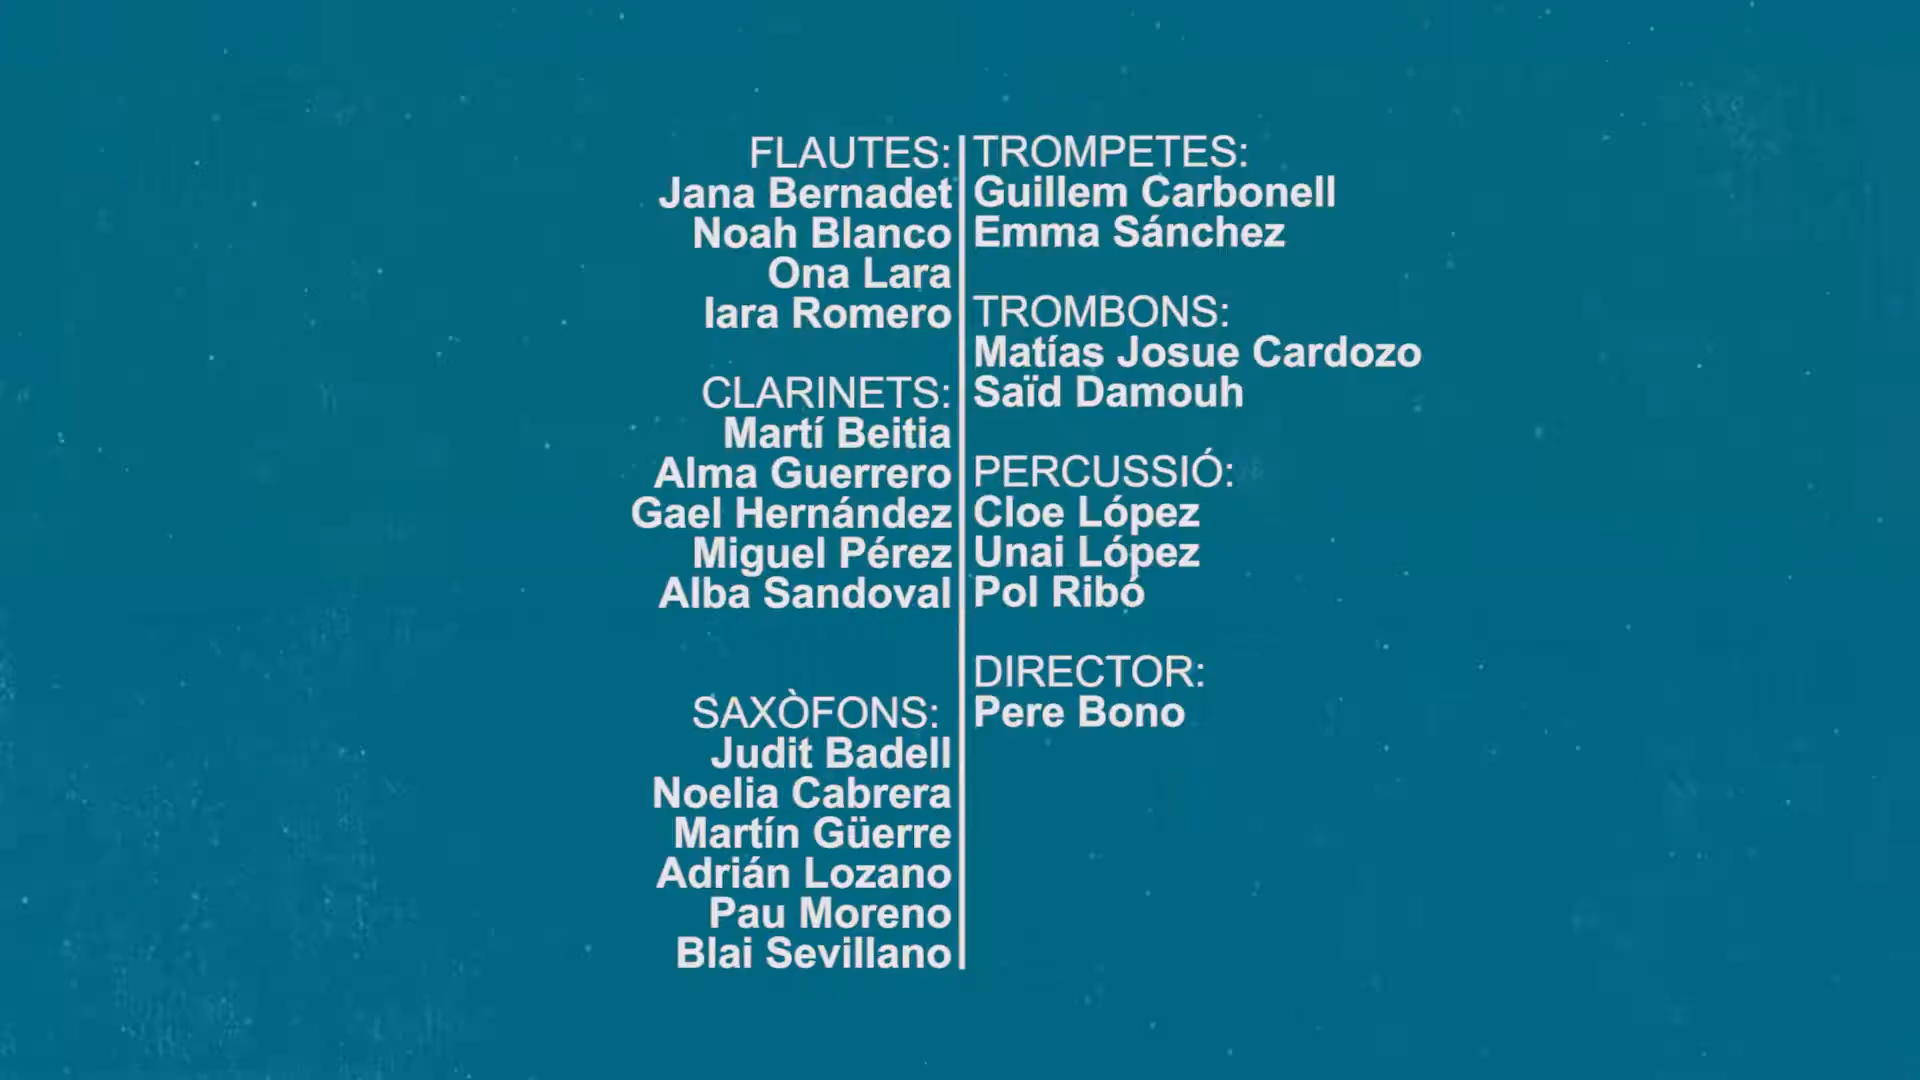 FLAUTES:
Jana Bernadet
Noah Blanco
Ona Lara
Iara Romero
CLARINETS:
Martí Beitia
Alma Guerrero
Gael Hernández
Miguel Pérez
Alba Sandoval
SAXÒFONS:
Judit Badell
Noelia Cabrera
Martín Güerre
Adrián Lozano
Pau Moreno
Blai Sevillano
TROMPETES:
Guillem Carbonell
Emma Sánchez
TROMBONS:
Matías Josue Cardozo
Saïd Damouh
PERCUSSIÓ:
Cloe López
Unai López
Pol Ribó
DIRECTOR:
Pere Bono